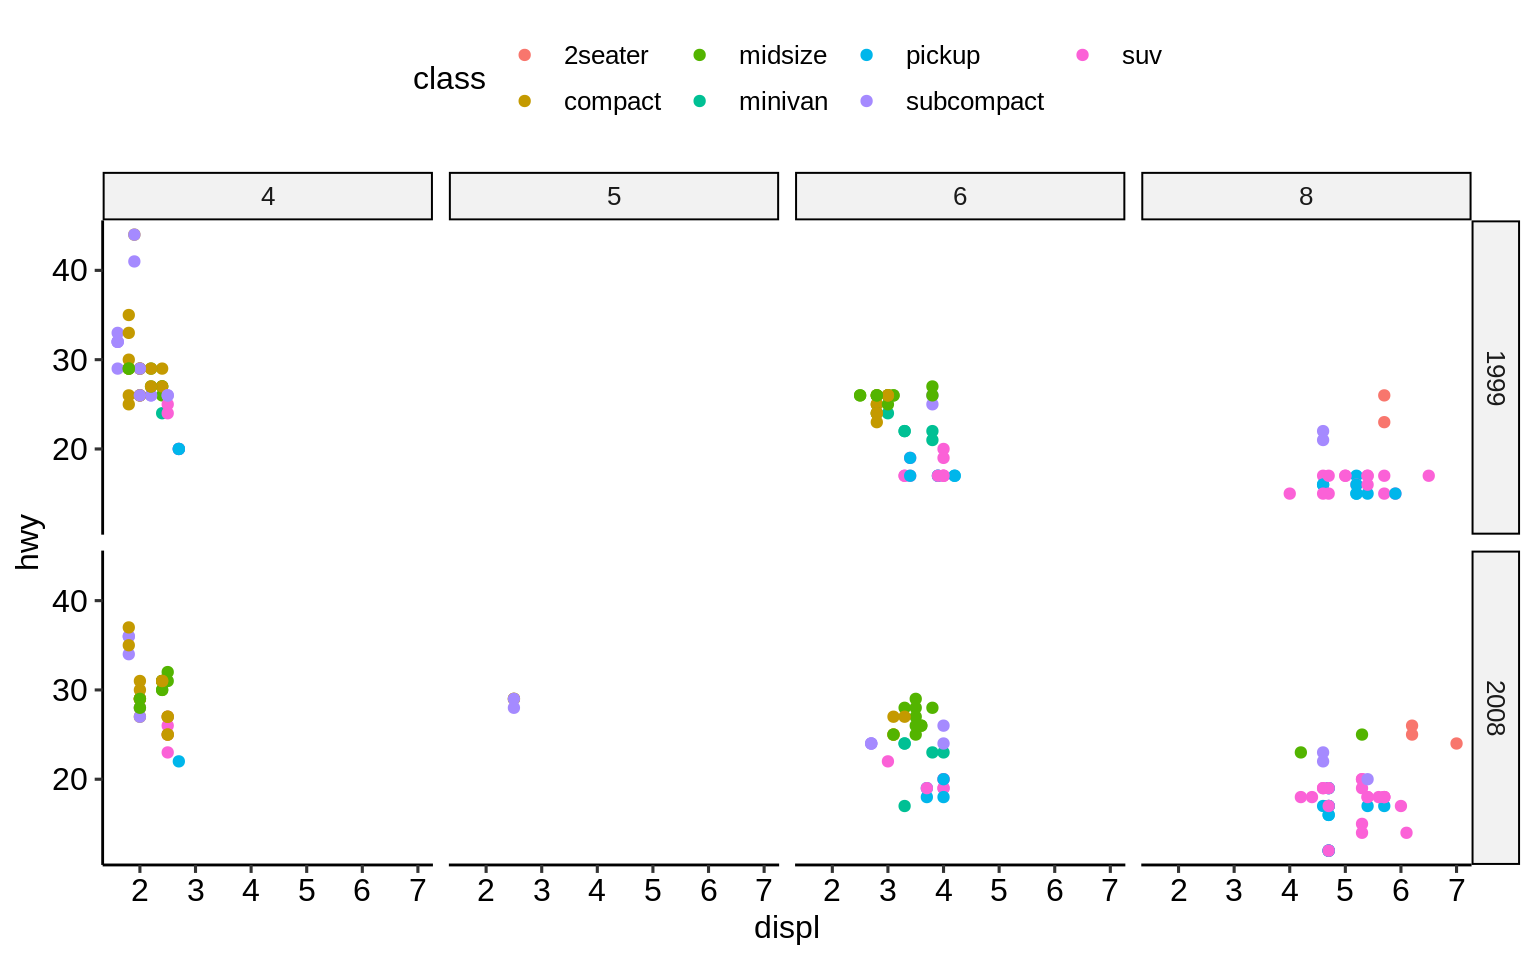 class
2seater midsize pickup suv
compact minivan subcompact
4 5 6 8
40
30
20
1999
hwy
40
30
20
2008
2 3 4 5 6 7 2 3 4 5 6 7 2 3 4 5 6 7 2 3 4 5 6 7
displ